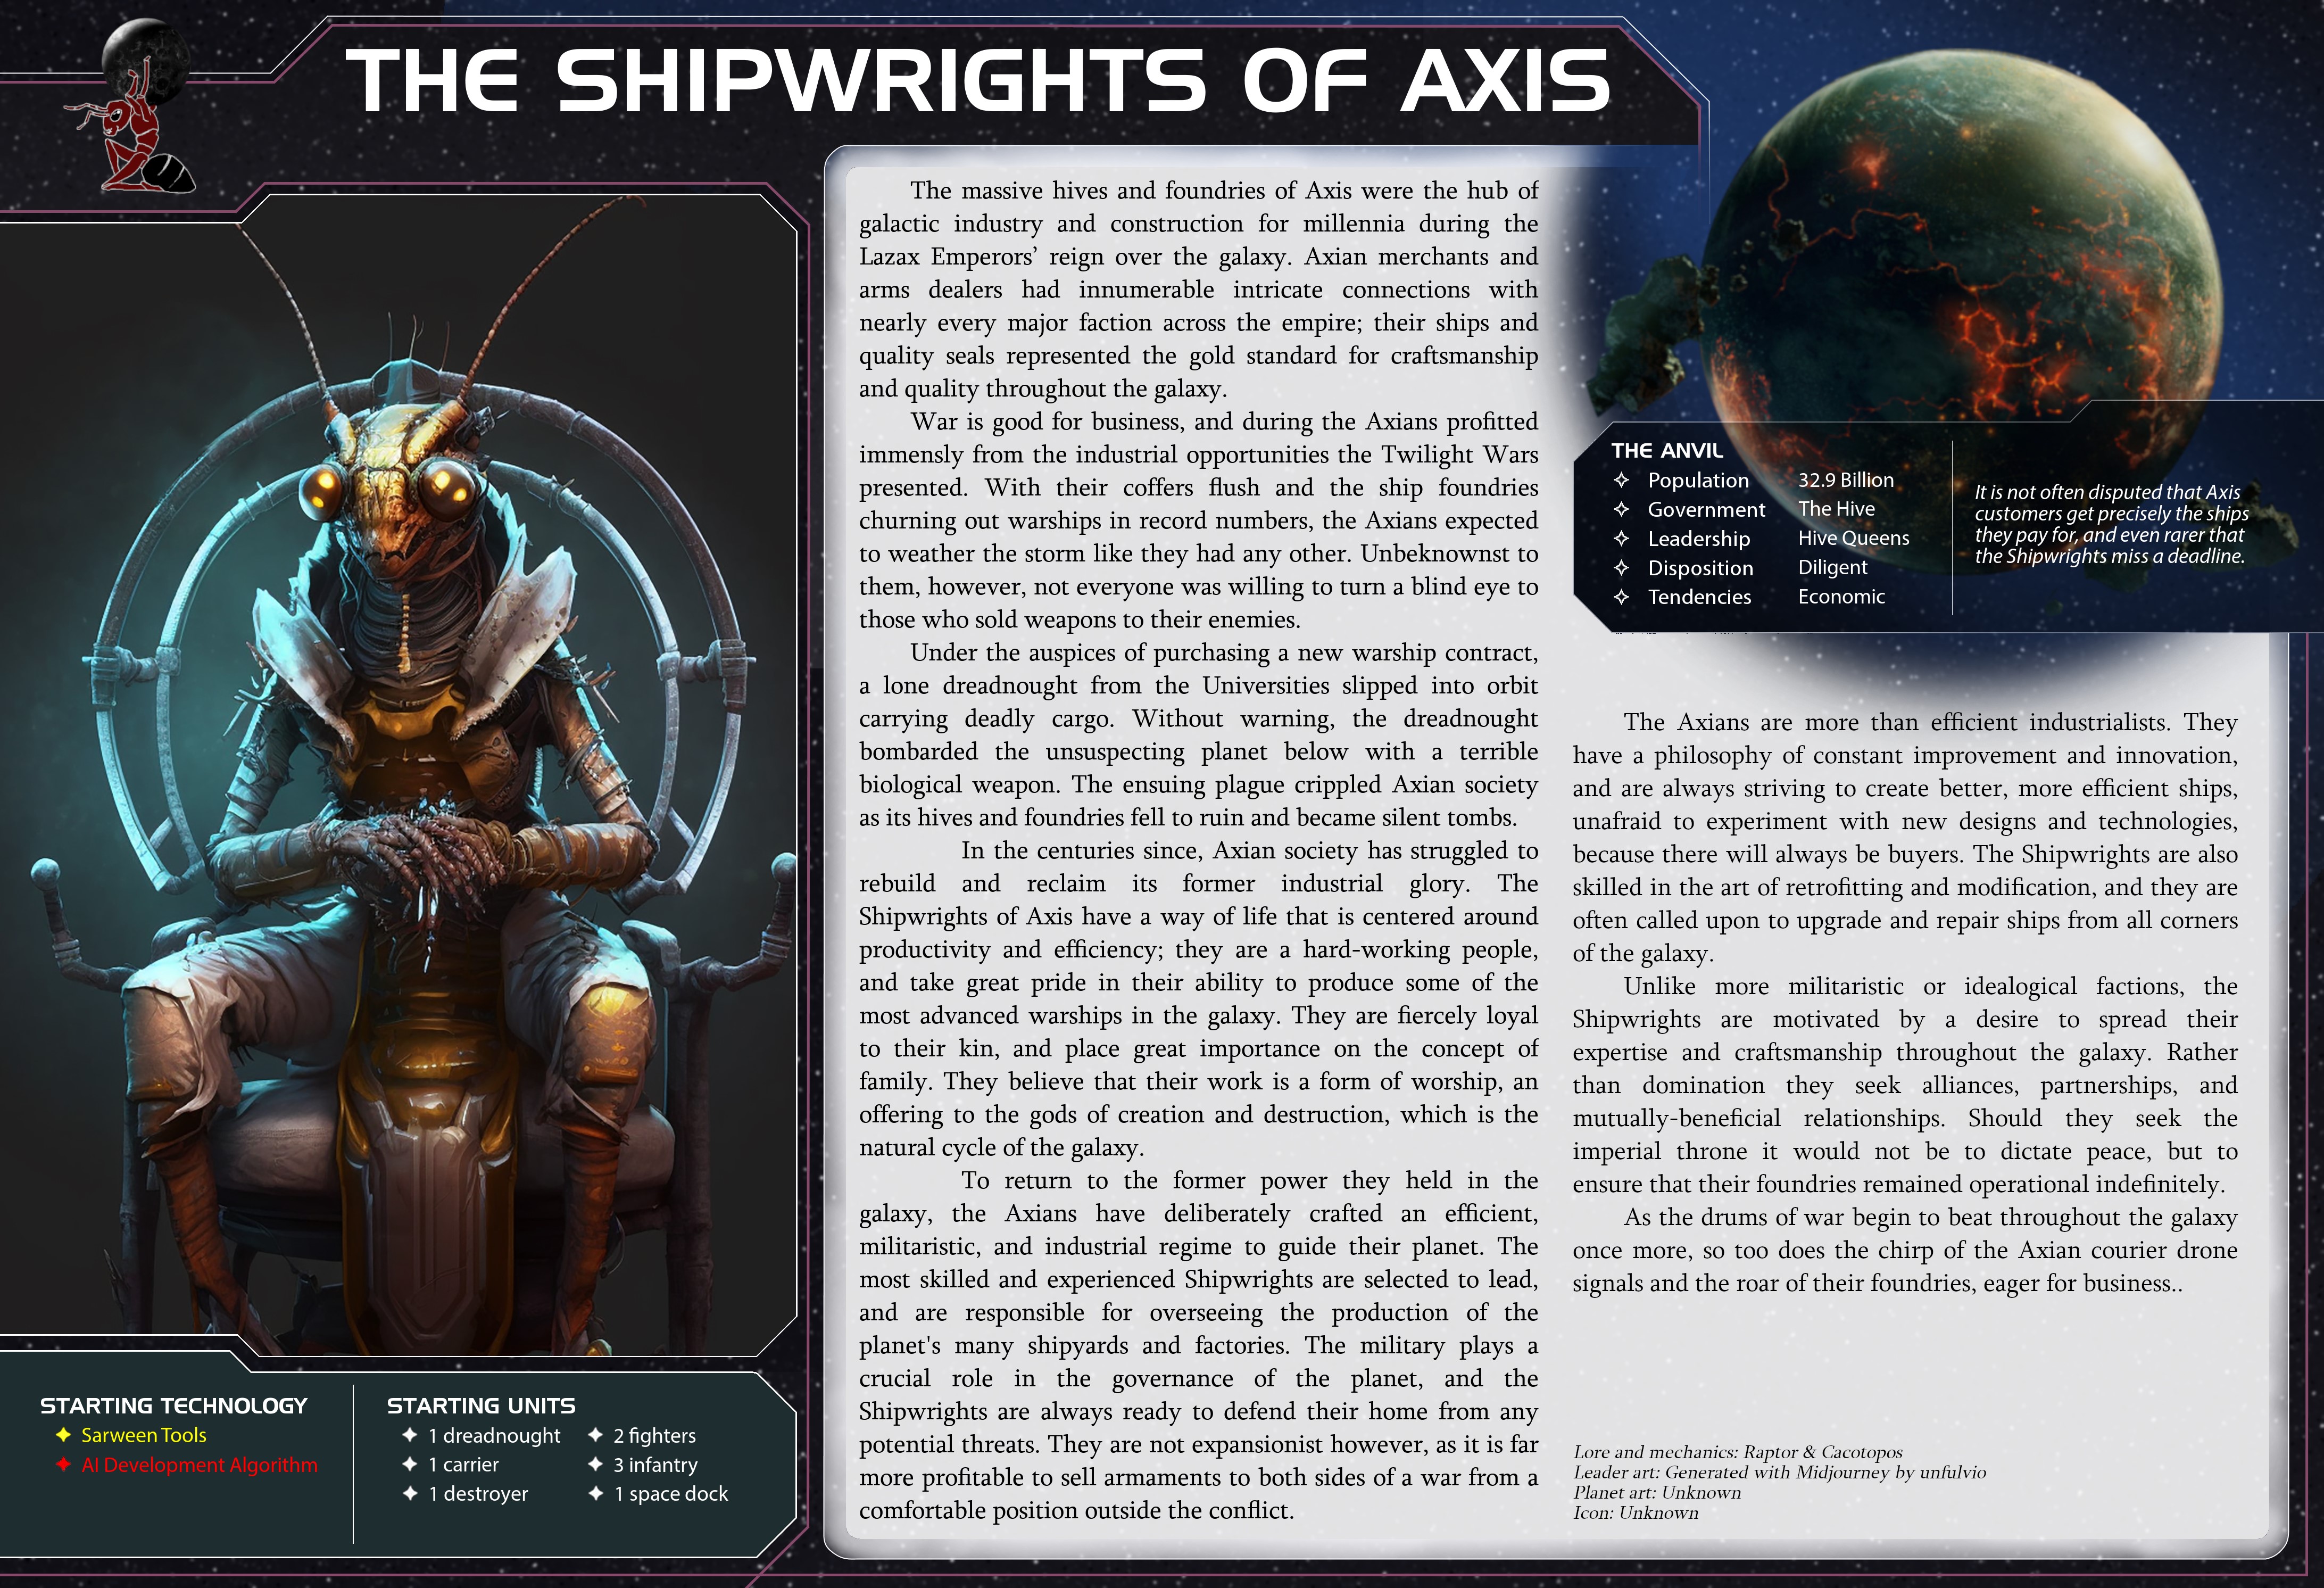 THE SHIPWRIGHTS OF AXIS
The massive hives and foundries of Axis were the hub of
galactic industry and construction for millennia during the
Lazax Emperors’ reign over the galaxy. Axian merchants and
arms dealers had innumerable intricate connections with
nearly every major faction across the empire; their ships and
quality seals represented the gold standard for craftsmanship
and quality throughout the galaxy.
War is good for business, and during the Axians profitted
immensely from the industrial opportunities the Twilight Wars
presented. With their coffers flush and the ship foundries
churning out warships in record numbers, the Axians expected
to weather the storm like they had any other. Unbeknownst to
them, however, not everyone was willing to turn a blind eye to
those who sold weapons to their enemies.
Under the auspices of purchasing a new warship contract,
a lone dreadnought from the Universities slipped into orbit
carrying deadly cargo. Without warning, the dreadnought
bombarded the unsuspecting planet below with a terrible
biological weapon. The ensuing plague crippled Axian society
as its hives and foundries fell to ruin and became silent tombs.
In the centuries since, Axian society has struggled to
rebuild and reclaim its former industrial glory. The
Shipwrights of Axis have a way of life that is centered around
productivity and efficiency; they are a hard-working people,
and take great pride in their ability to produce some of the
most advanced warships in the galaxy. They are fiercely loyal
to their kin, and place great importance on the concept of
family. They believe that their work is a form of worship, an
offering to the gods of creation and destruction, which is the
natural cycle of the galaxy.
To return to the former power they held in the
galaxy, the Axians have deliberately crafted an efficient,
militaristic, and industrial regime to guide their planet. The
most skilled and experienced Shipwrights are selected to lead,
and are responsible for overseeing the production of the
planet's many shipyards and factories. The military plays a
crucial role in the governance of the planet, and the
Shipwrights are always ready to defend their home from any
potential threats. They are not expansionist however, as it is far
more profitable to sell armaments to both sides of a war from a
comfortable position outside the conflict.
THE ANVIL
Population 32.9 Billion
Government The Hive
Leadership Hive Queens
Disposition Diligent
Tendencies Economic
It is not often disputed that Axis
customers get precisely the ships
they pay for, and even rarer that
the Shipwrights miss a deadline.
The Axians are more than efficient industrialists. They
have a philosophy of constant improvement and innovation,
and are always striving to create better, more efficient ships,
unafraid to experiment with new designs and technologies,
because there will always be buyers. The Shipwrights are also
skilled in the art of retrofitting and modification, and they are
often called upon to upgrade and repair ships from all corners
of the galaxy.
Unlike more militaristic or idealogical factions, the
Shipwrights are motivated by a desire to spread their
expertise and craftsmanship throughout the galaxy. Rather
than domination they seek alliances, partnerships, and
mutually-beneficial relationships. Should they seek the
imperial throne it would not be to dictate peace, but to
ensure that their foundries remained operational indefinitely.
As the drums of war begin to beat throughout the galaxy
once more, so too does the chirp of the Axian courier drone
signals and the roar of their foundries, eager for business..
Lore and mechanics: Raptor & Cacotopos
Leader art: Generated with Midjourney by unfulvio
Planet art: Unknown
Icon: Unknown
STARTING TECHNOLOGY
Sarween Tools
AI Development Algorithm
STARTING UNITS
1 dreadnought 2 fighters
1 carrier 3 infantry
1 destroyer 1 space dock